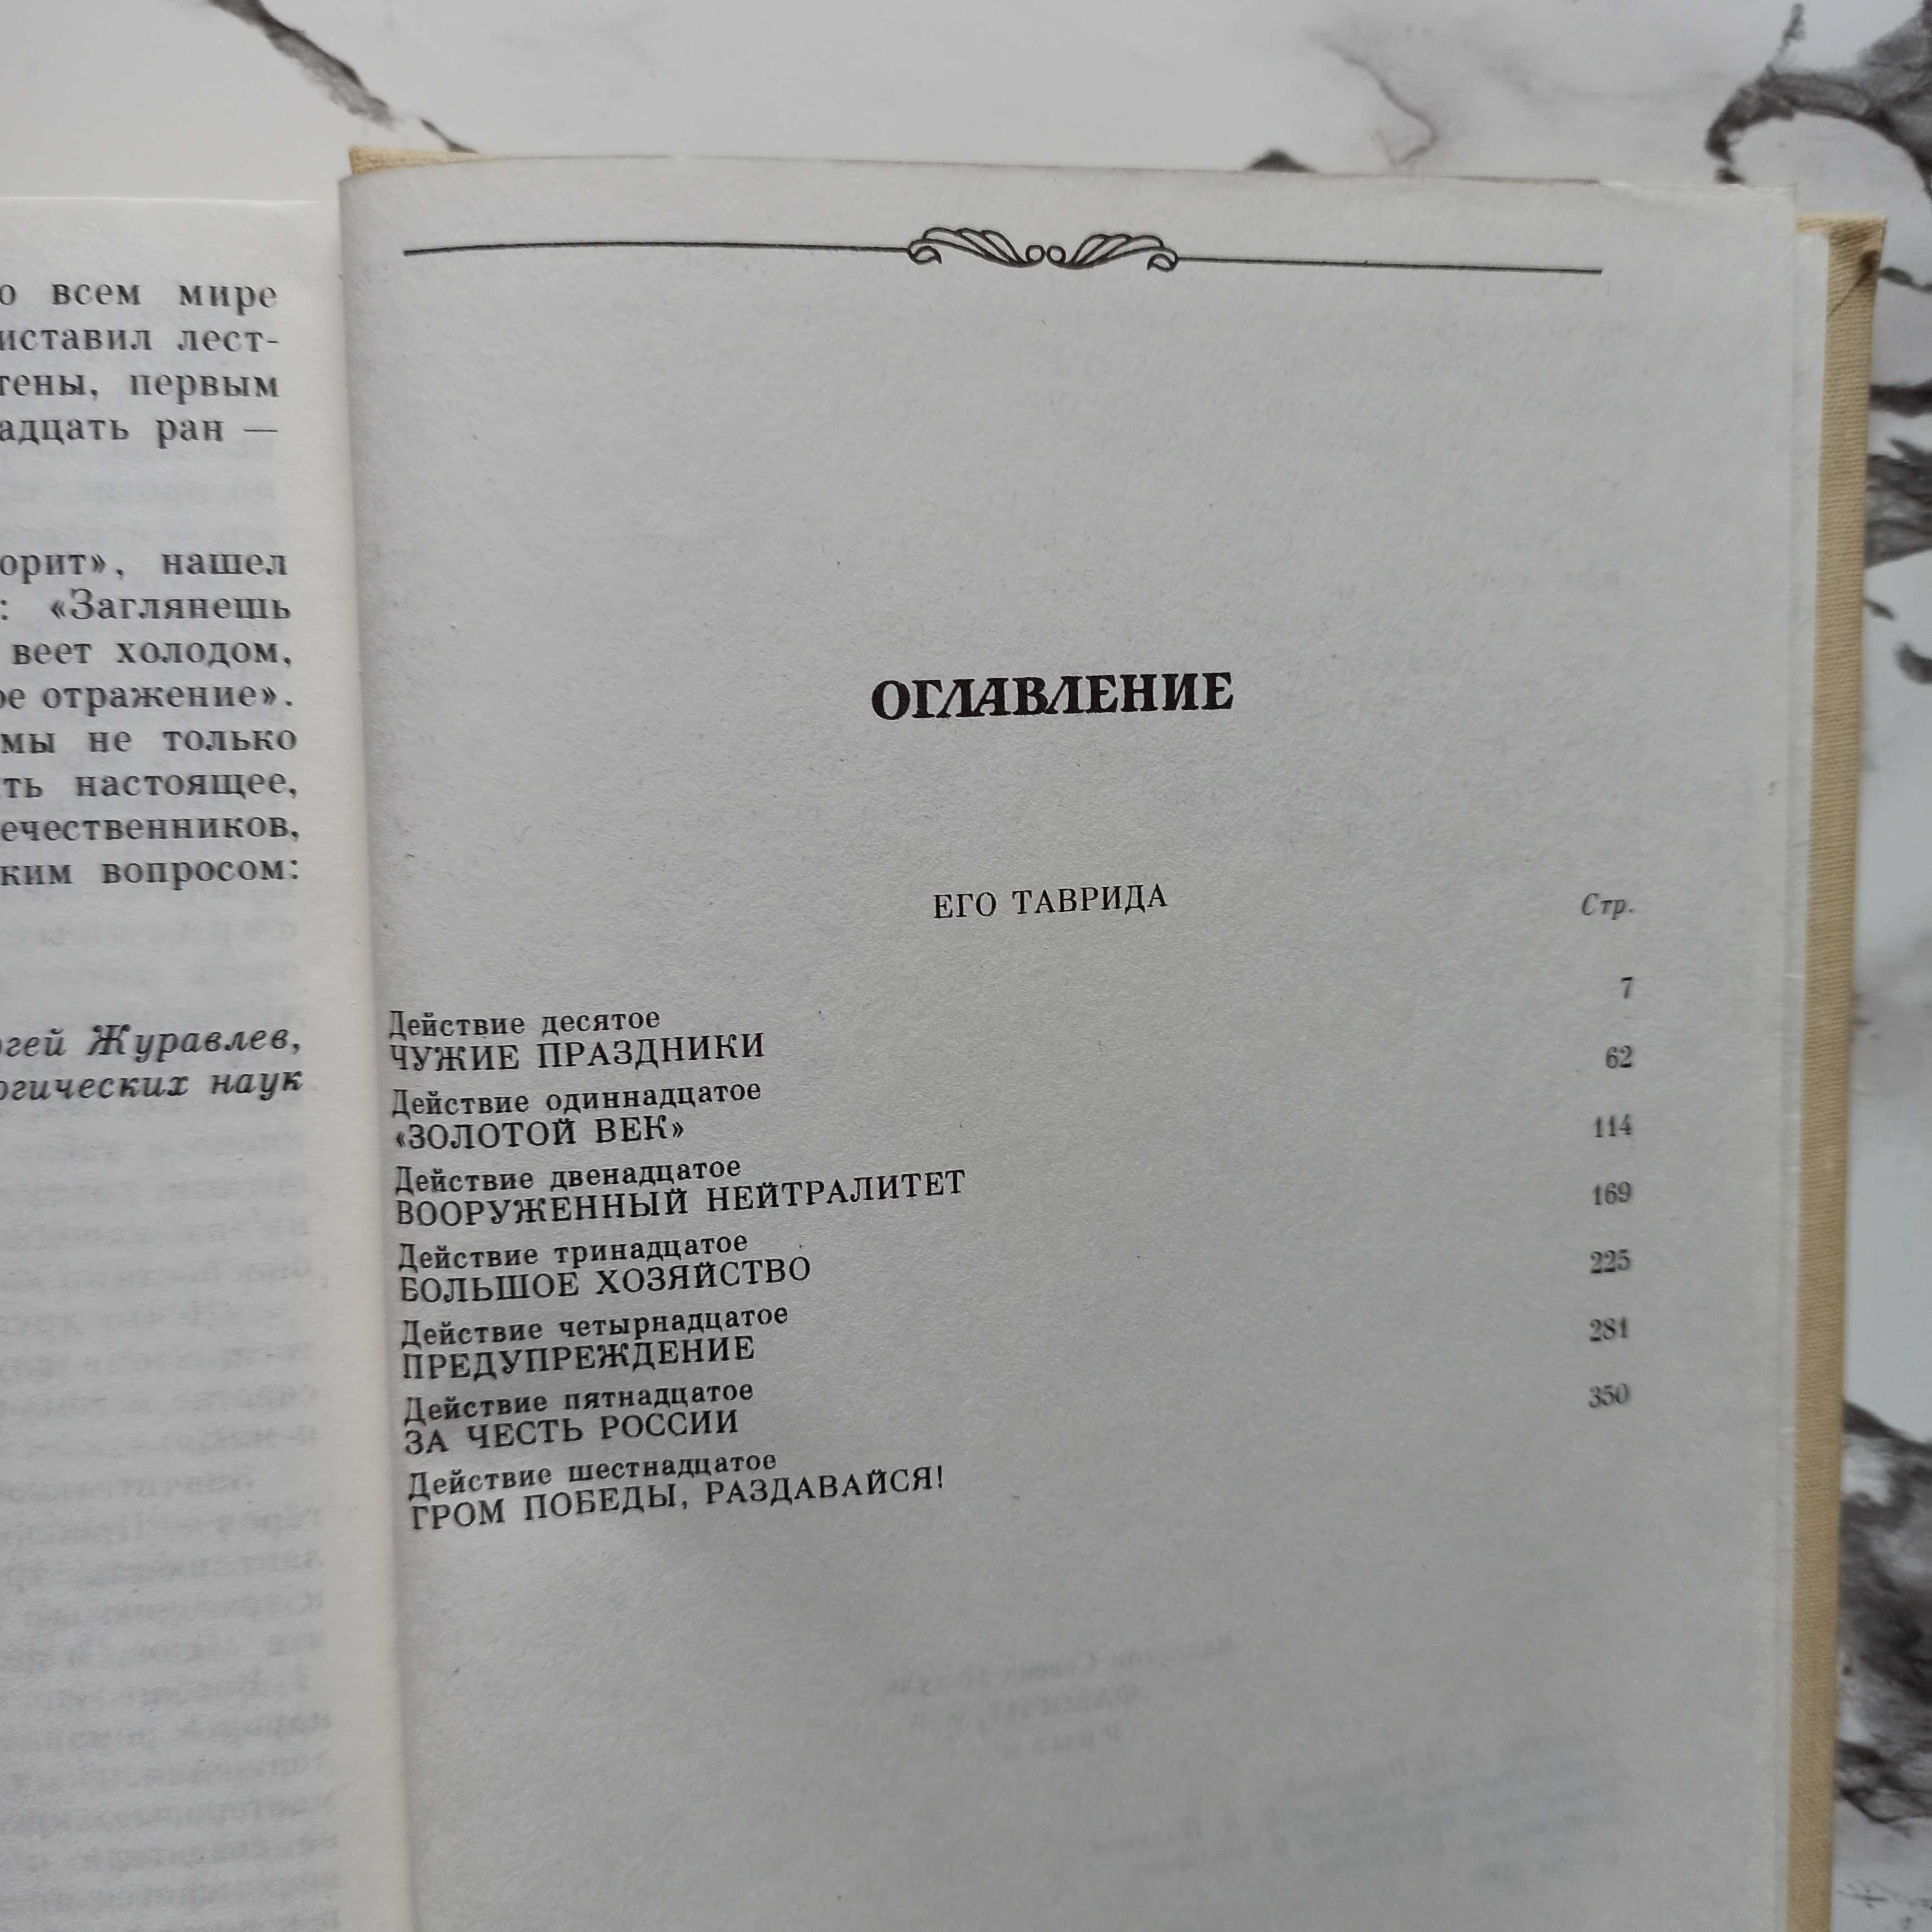 о всем мире
иставил лест-
тены, первым
адцать ран —
орит», нашел
: «Заглянешь
веет холодом,
ое отражение».
мы не только
ть настоящее,
ечественников,
ким вопросом:
ргей Журавлев,
огических наук
ОГЛАВЛЕНИЕ
ЕГО ТАВРИДА
Стр.
Действие десятое
7
ЧУЖИЕ ПРАЗДНИКИ
Действие одиннадцатое
62
«ЗОЛОТОЙ ВЕК»
Действие двенадцатое
114
ВООРУЖЕННЫЙ НЕЙТРАЛИТЕТ
Действие тринадцатое
169
БОЛЬШОЕ ХОЗЯЙСТВО
Действие четырнадцатое
225
ПРЕДУПРЕЖДЕНИЕ
Действие пятнадцатое
281
ЗА ЧЕСТЬ РОССИИ
Действие шестнадцатое
350
ГРОМ ПОБЕДЫ, РАЗДАВАЙСЯ!